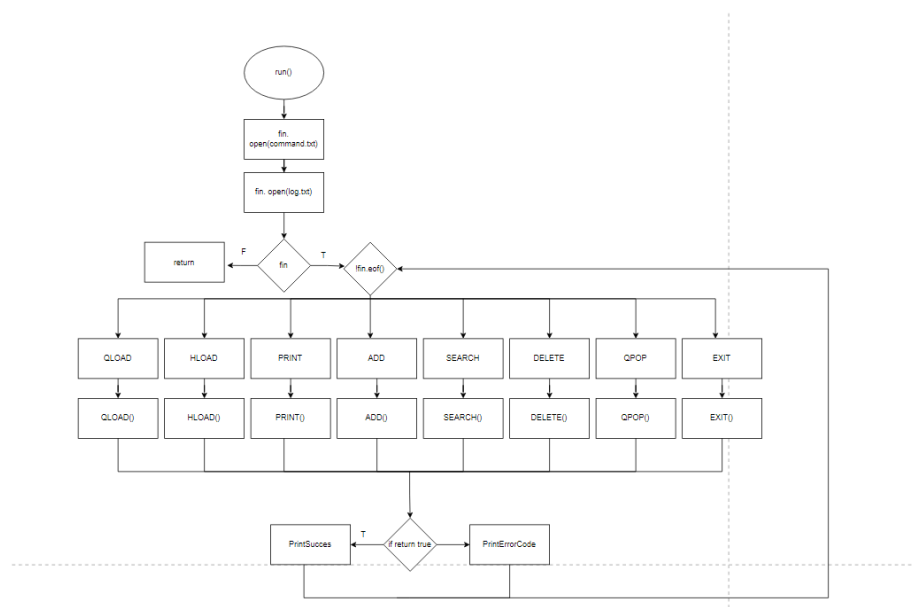 run()
fin.
open(command.txt)
fin. open(log.txt)
F
T
return
fin
!fin.eof()
QLOAD
HLOAD
PRINT
ADD
SEARCH
DELETE
QPOP
EXIT
QLOAD()
HLOAD()
PRINT()
ADD()
SEARCH()
DELETE()
QPOP()
EXIT()
T
PrintSucces
if return true
PrintErrorCode